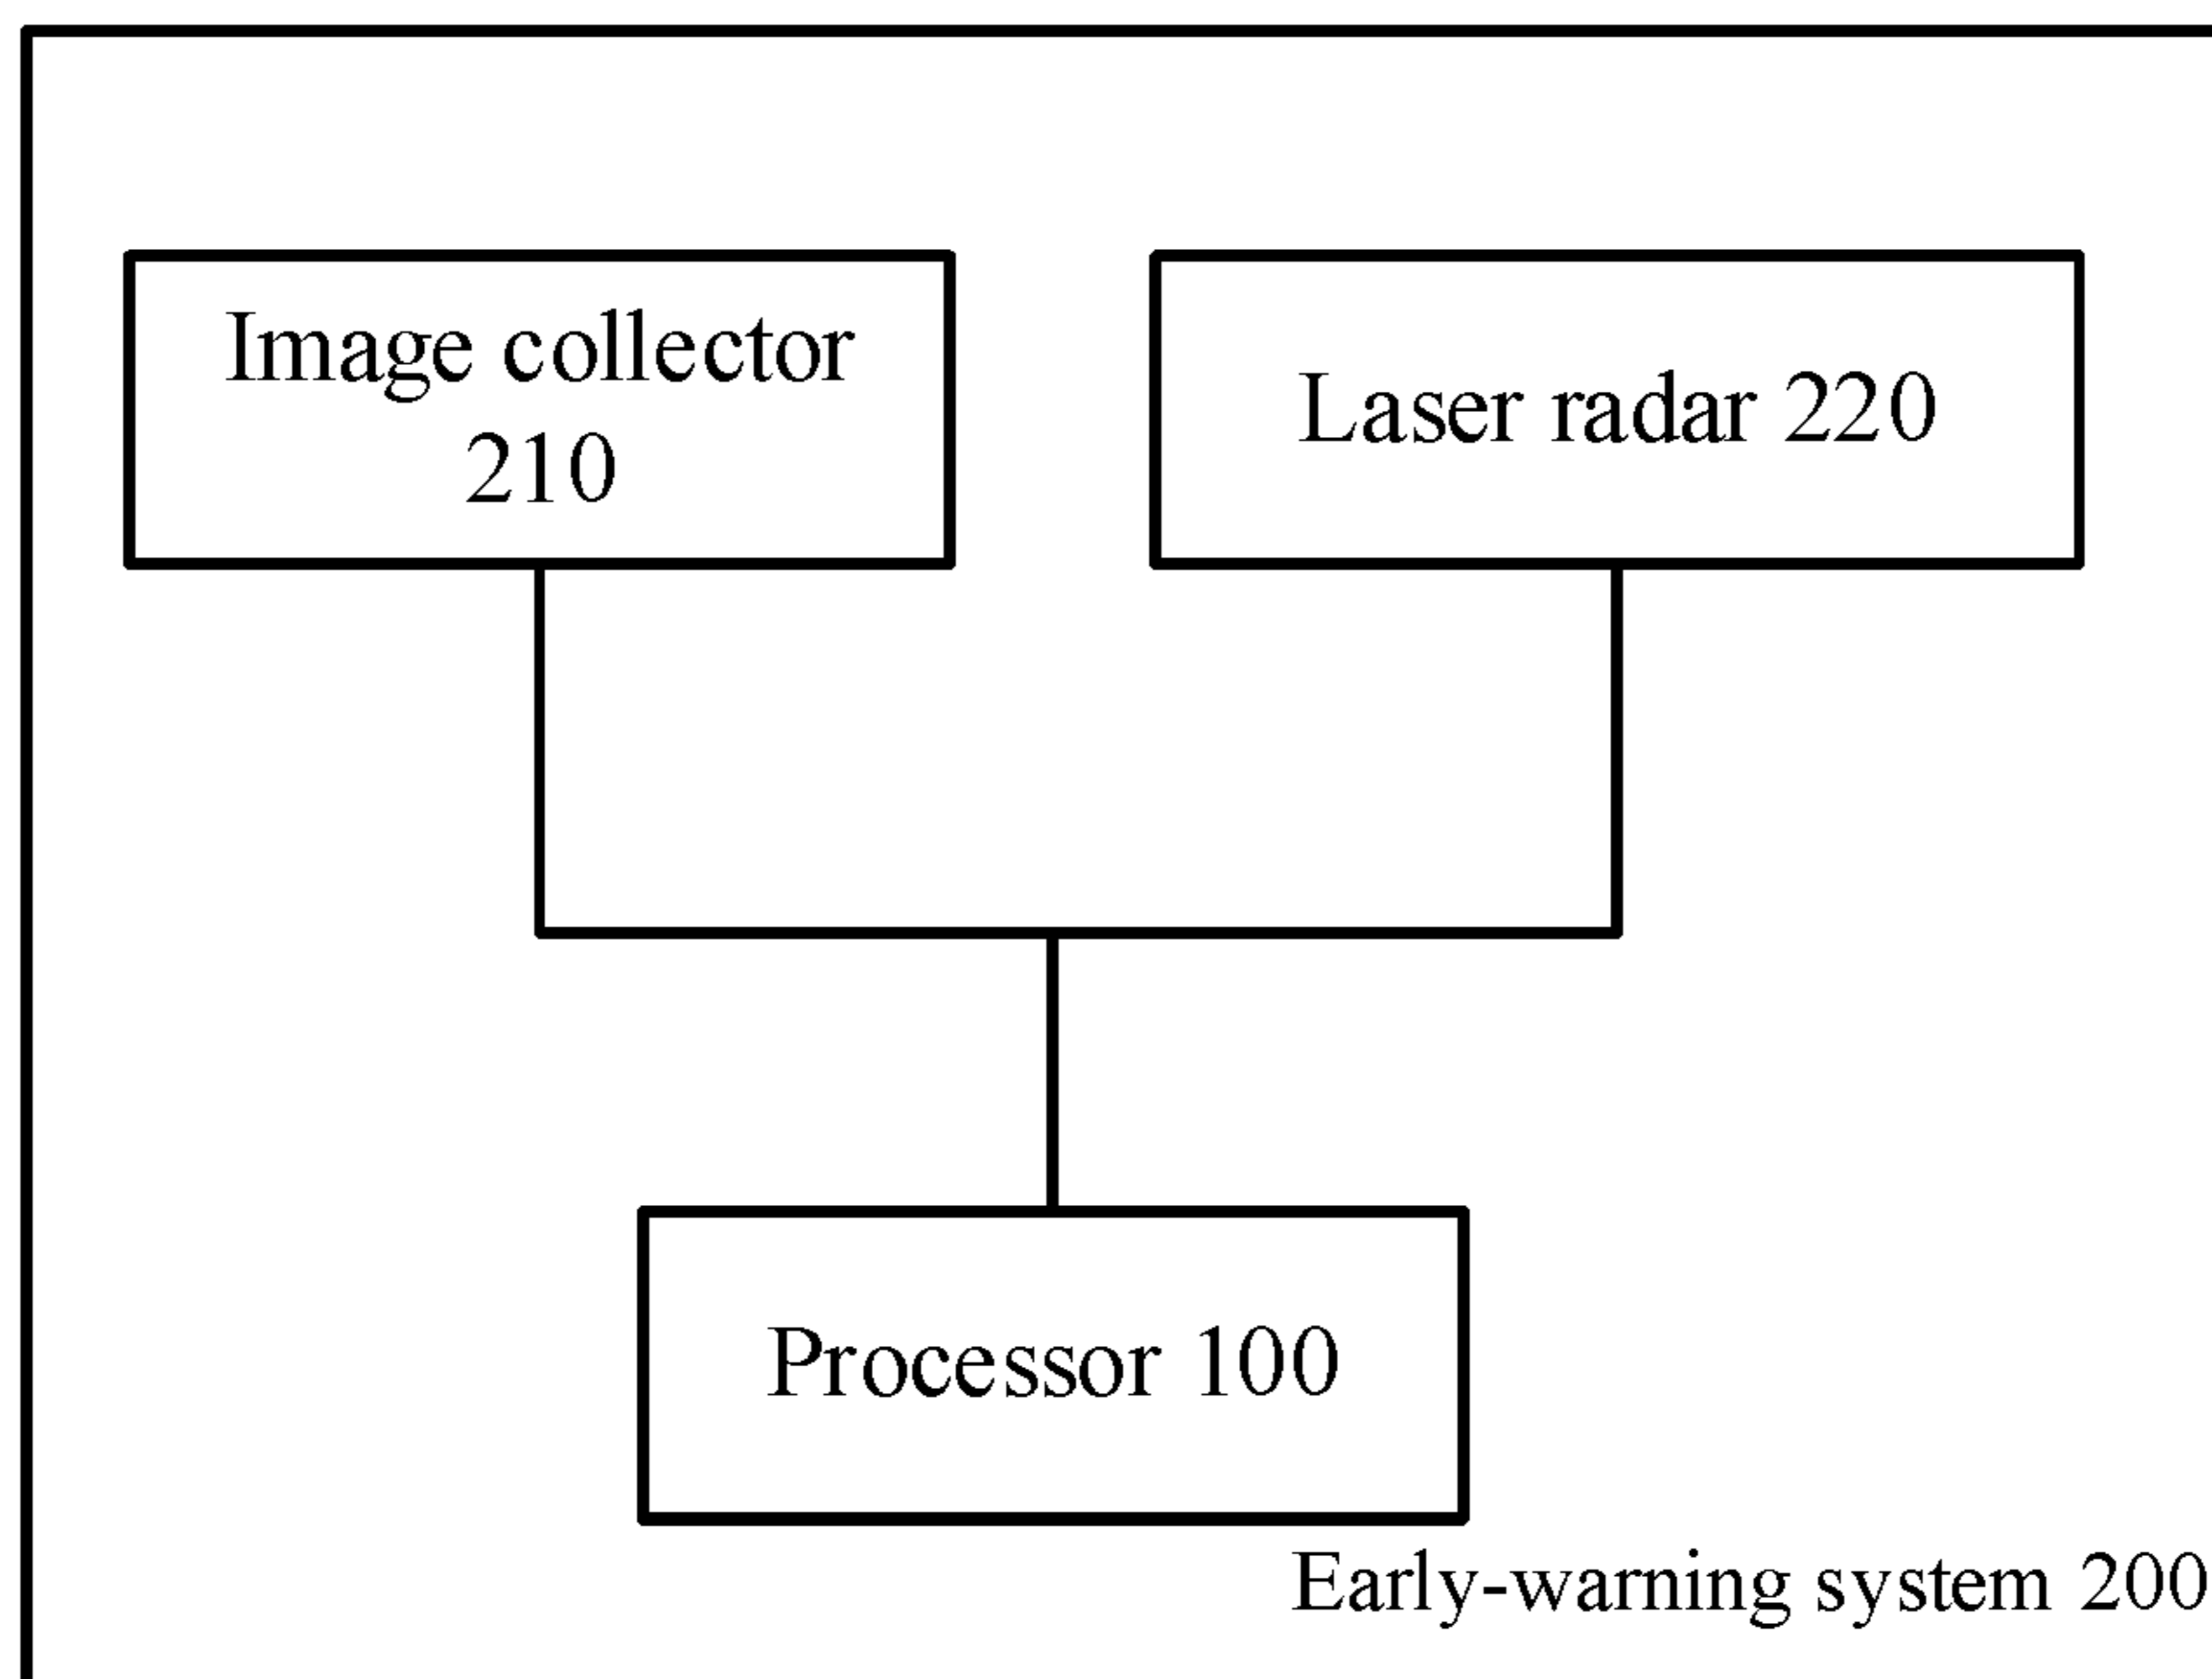 Image collector
210
Laser radar 220
Processor 100
Early-warning system 200